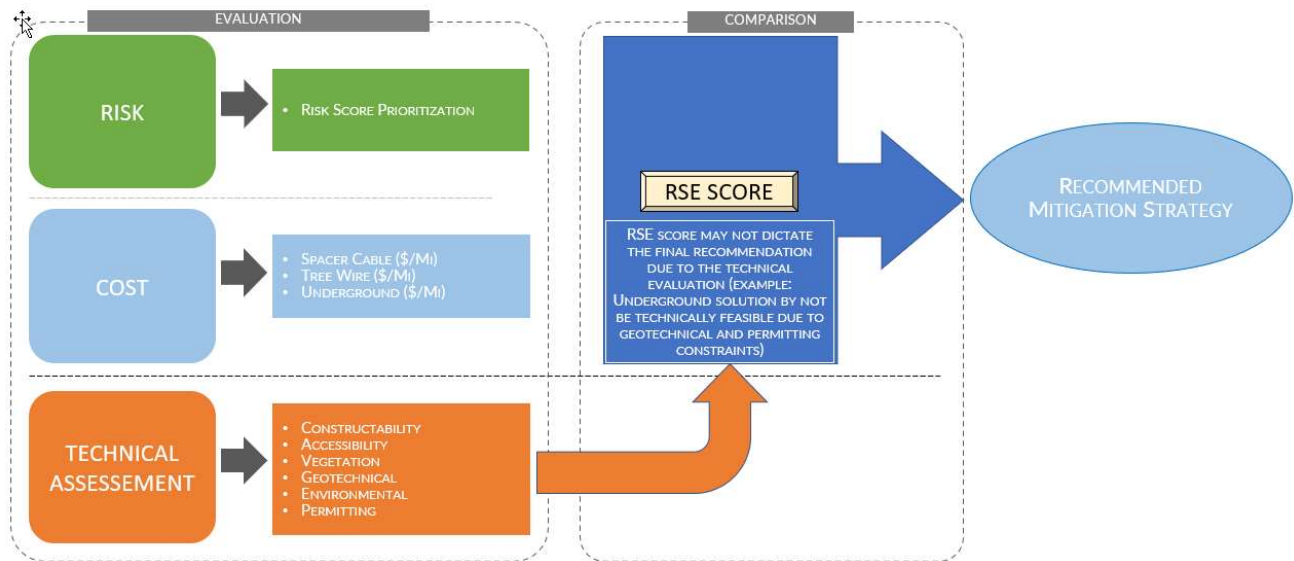 EVALUATION
COMPARISON
RISK
• RISK SCORE PRIORITIZATION
COST
• SPACER CABLE ($/MI)
• TREE WIRE ($/MI)
• UNDERGROUND ($/MI)
TECHNICAL
ASSESSEMENT
• CONSTRUCTABILITY
• ACCESSIBILITY
• VEGETATION
• GEOTECHNICAL
• ENVIRONMENTAL
• PERMITTING
RSE SCORE
RSE SCORE MAY NOT DICTATE
THE FINAL RECOMMENDATION
DUE TO THE TECHNICAL
EVALUATION (EXAMPLE:
UNDERGROUND SOLUTION BY NOT
BE TECHNICALLY FEASIBLE DUE TO
GEOTECHNICAL AND PERMITTING
CONSTRAINTS)
RECOMMENDED
MITIGATION STRATEGY